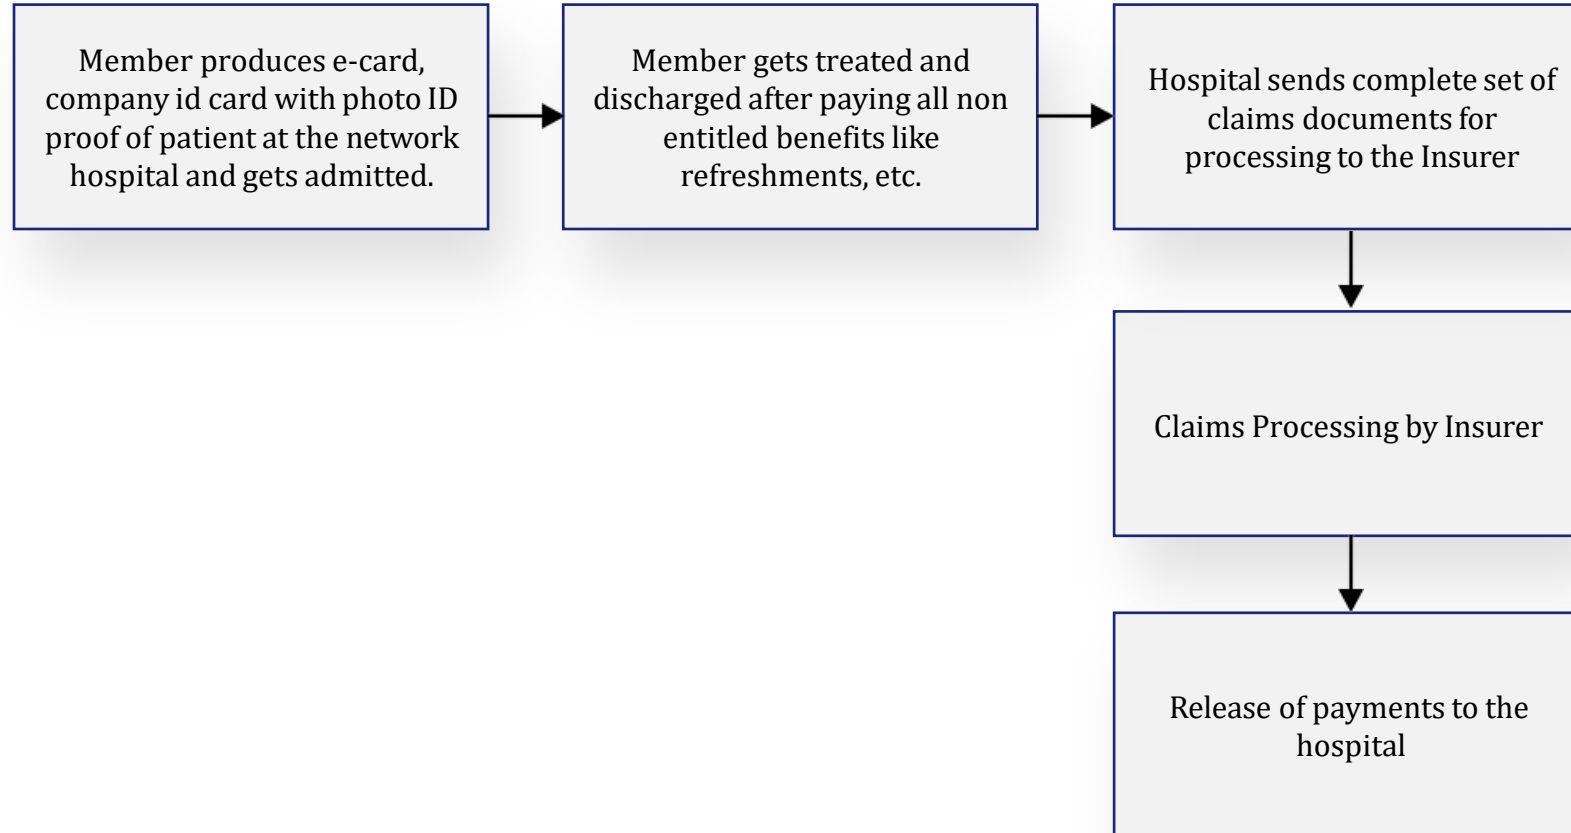 Member produces e-card,
company id card with photo ID
proof of patient at the network
hospital and gets admitted.
Member gets treated and
discharged after paying all non
entitled benefits like
refreshments, etc.
Hospital sends complete set of
claims documents for
processing to the Insurer
Claims Processing by Insurer
Release of payments to the
hospital